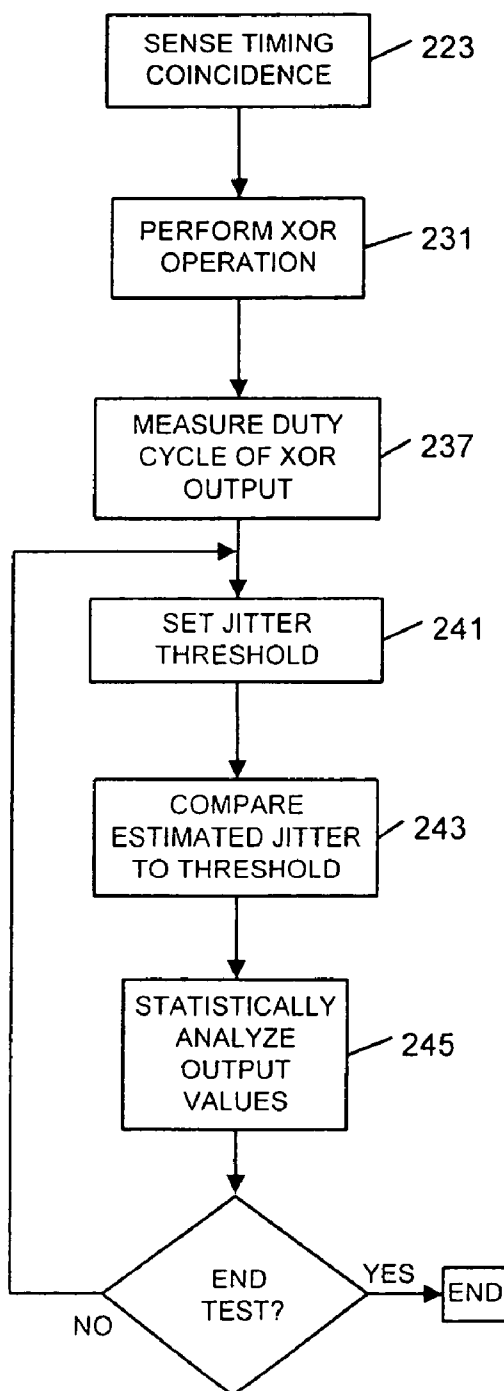 SENSE TIMING
COINCIDENCE
223
PERFORM XOR
OPERATION
231
MEASURE DUTY
CYCLE OF XOR
OUTPUT
237
SET JITTER
THRESHOLD
241
COMPARE
ESTIMATED JITTER
TO THRESHOLD
243
STATISTICALLY
ANALYZE
OUTPUT
VALUES
245
END
TEST?
YES
END
NO